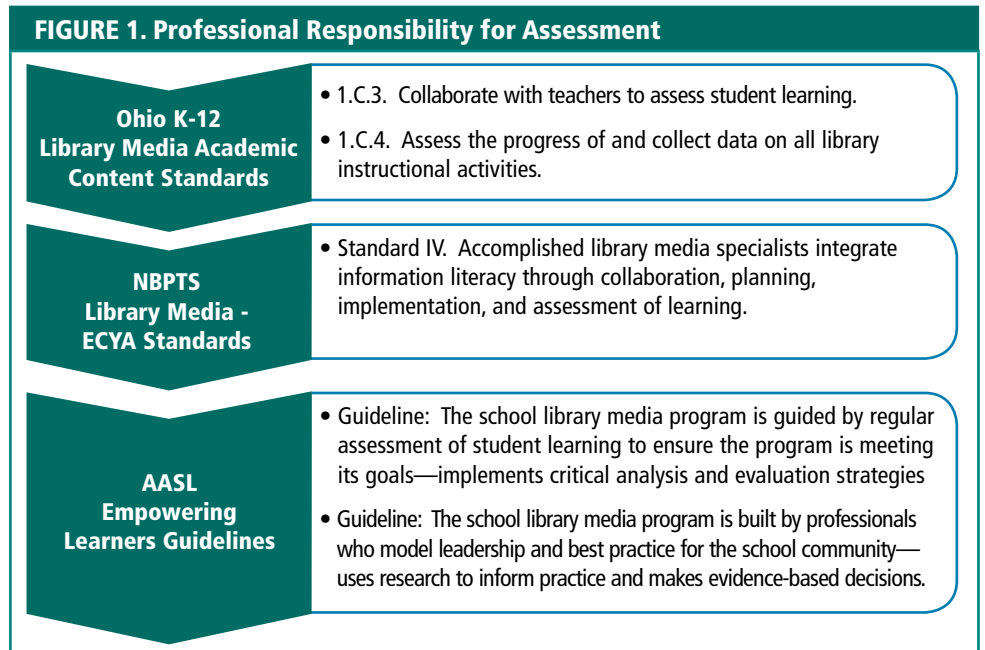 FIGURE 1. Professional Responsibility for Assessment
Ohio K-12
Library Media Academic
Content Standards
• 1.C.3. Collaborate with teachers to assess student learning.
• 1.C.4. Assess the progress of and collect data on all library
instructional activities.
NBPTS
Library Media -
ECYA Standards
• Standard IV. Accomplished library media specialists integrate
information literacy through collaboration, planning,
implementation, and assessment of learning.
AASL
Empowering
Learners Guidelines
• Guideline: The school library media program is guided by regular
assessment of student learning to ensure the program is meeting
its goals—implements critical analysis and evaluation strategies
• Guideline: The school library media program is built by professionals
who model leadership and best practice for the school community—
uses research to inform practice and makes evidence-based decisions.